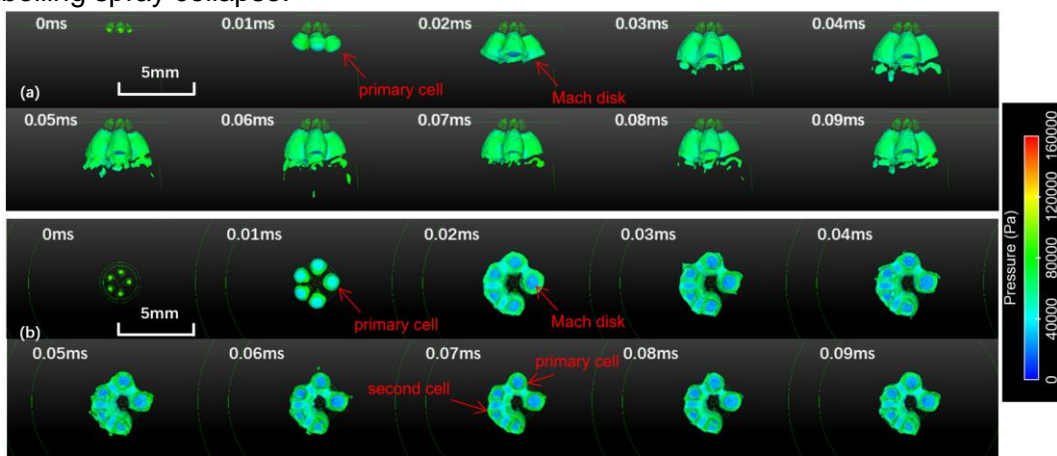 boiling spray collapse.
0ms 0.01ms 0.02ms 0.03ms 0.04ms
5mm
primary cell
Mach disk
(a)
0.05ms 0.06ms 0.07ms 0.08ms 0.09ms
0ms 0.01ms 0.02ms 0.03ms 0.04ms
5mm
primary cell
Mach disk
(b)
0.05ms 0.06ms 0.07ms 0.08ms 0.09ms
primary cell
second cell
Pressure (Pa)
0 40000 80000 120000 160000